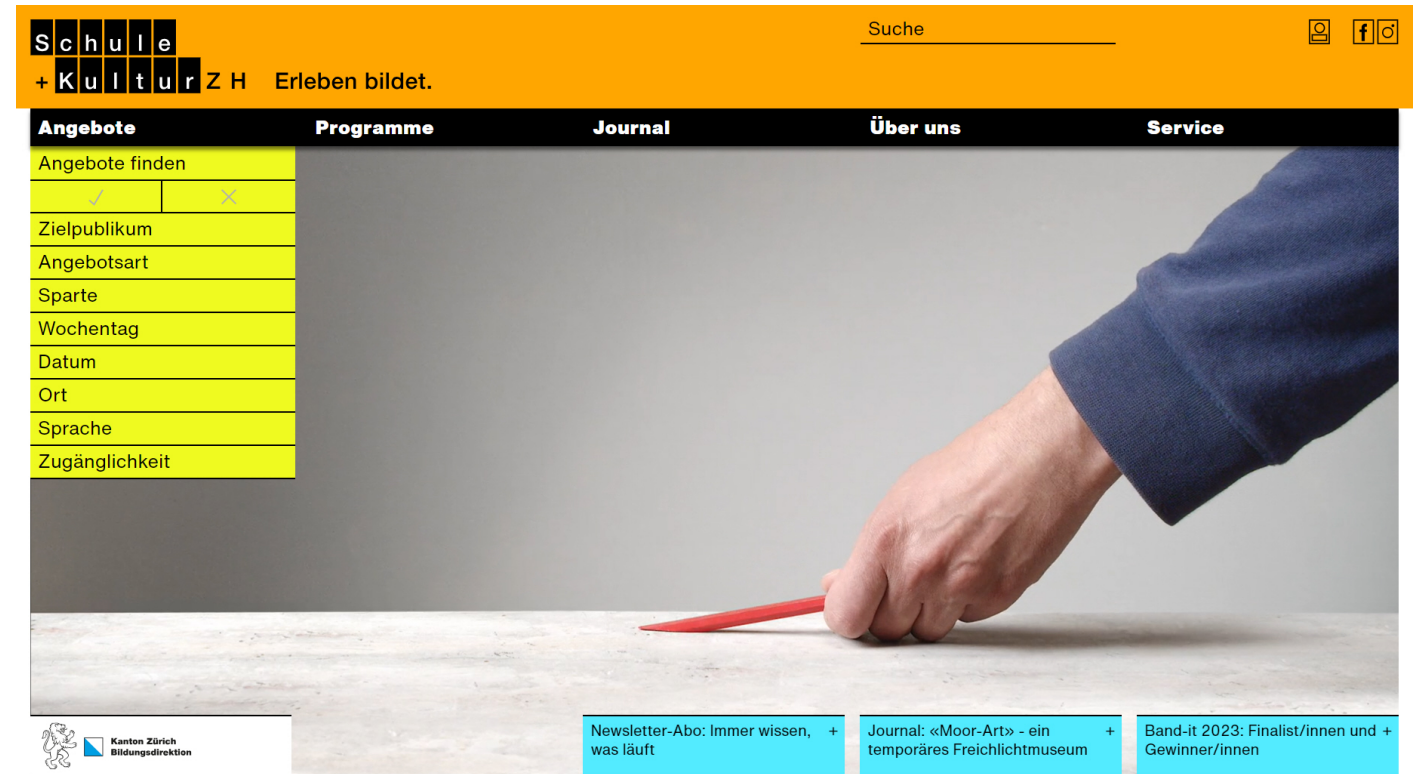 Schule
+KulturZH Erleben bildet.
Suche
Angebote
Programme
Journal
Über uns
Service
Angebote finden
Zielpublikum
Angebotsart
Sparte
Wochentag
Datum
Ort
Sprache
Zugänglichkeit
Kanton Zürich
Bildungsdirektion
Newsletter-Abo: Immer wissen, +
was läuft
Journal: «Moor-Art» - ein +
temporäres Freichlichtmuseum
Band-it 2023: Finalist/innen und +
Gewinner/innen